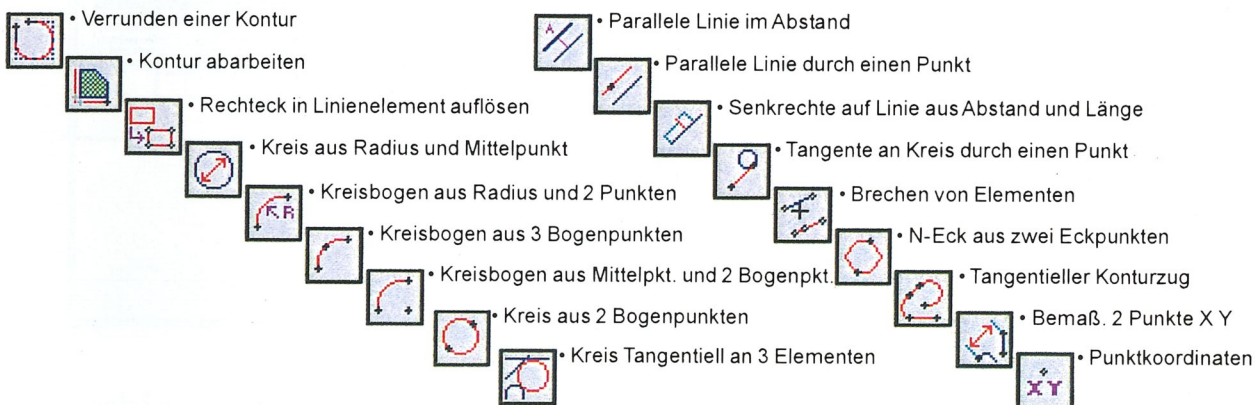 • Verrunden einer Kontur
• Kontur abarbeiten
• Rechteck in Linienelement auflösen
• Kreis aus Radius und Mittelpunkt
• Kreisbogen aus Radius und 2 Punkten
R
• Kreisbogen aus 3 Bogenpunkten
• Kreisbogen aus Mittelpkt. und 2 Bogenpkt.
• Kreis aus 2 Bogenpunkten
• Kreis Tangentiell an 3 Elementen
A
• Parallele Linie im Abstand
• Parallele Linie durch einen Punkt
• Senkrechte auf Linie aus Abstand und Länge
• Tangente an Kreis durch einen Punkt
• Brechen von Elementen
• N-Eck aus zwei Eckpunkten
• Tangentieller Konturzug
• Bemaß. 2 Punkte X Y
• Punktkoordinaten
X Y